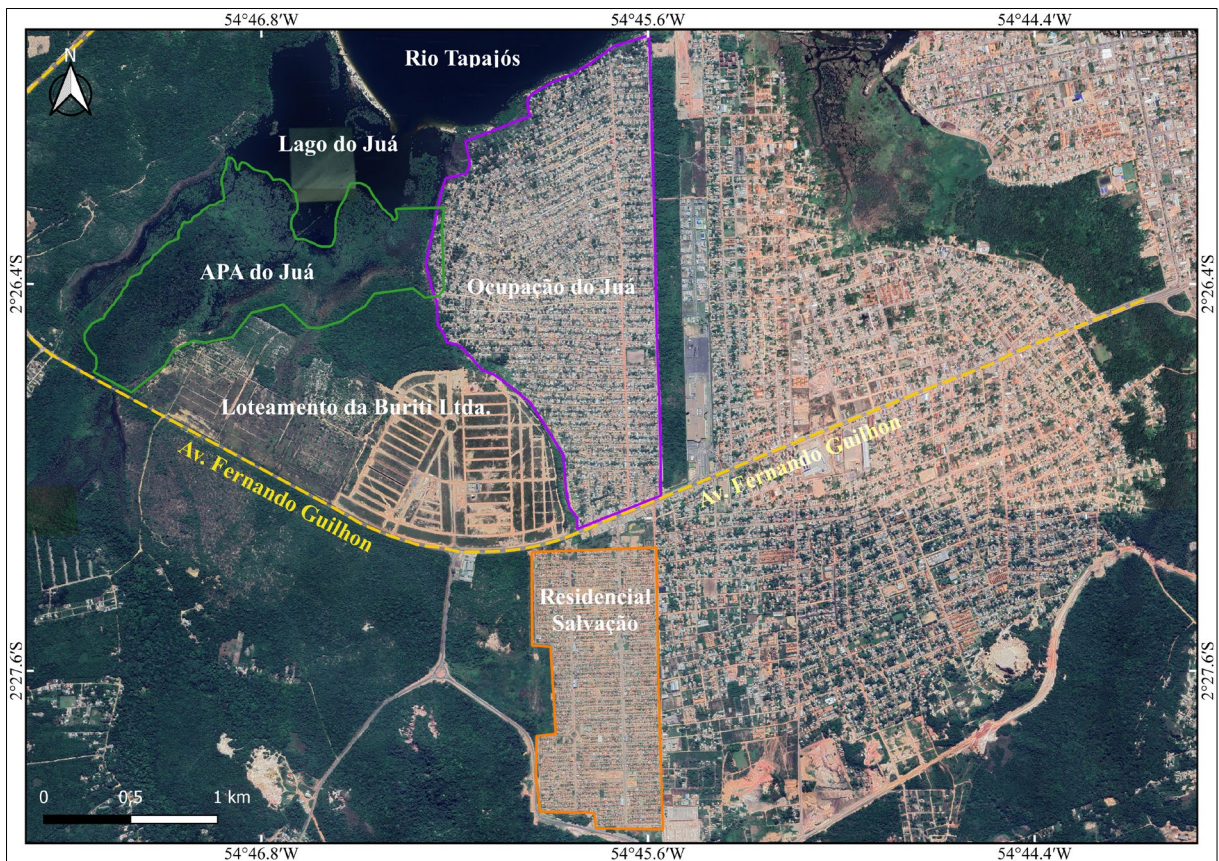 54°46.8′W 54°45.6′W 54°44.4′W
N
Rio Tapajós
Lago do Juá
APA do Juá
2°26.4′S
Ocupação do Juá
2°26.4′S
Loteamento da Buriti Ltda.
Av. Fernando Guilhon
Av. Fernando Guilhon
Residencial
Salvação
2°27.6′S
2°27.6′S
0 0,5 1 km
54°46.8′W 54°45.6′W 54°44.4′W